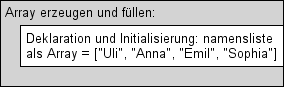 Array erzeugen und füllen:
Deklaration und Initialisierung: namensliste
als Array = ["Uli", "Anna", "Emil", "Sophia"]